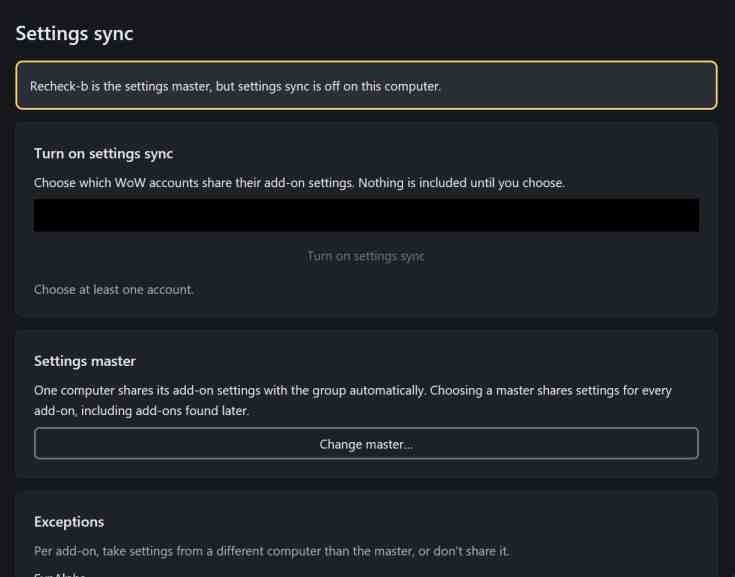 Settings sync
Recheck-b is the settings master, but settings sync is off on this computer.
Turn on settings sync
Choose which WoW accounts share their add-on settings. Nothing is included until you choose.
Turn on settings sync
Choose at least one account.
Settings master
One computer shares its add-on settings with the group automatically. Choosing a master shares settings for every
add-on, including add-ons found later.
Change master...
Exceptions
Per add-on, take settings from a different computer than the master, or don't share it.